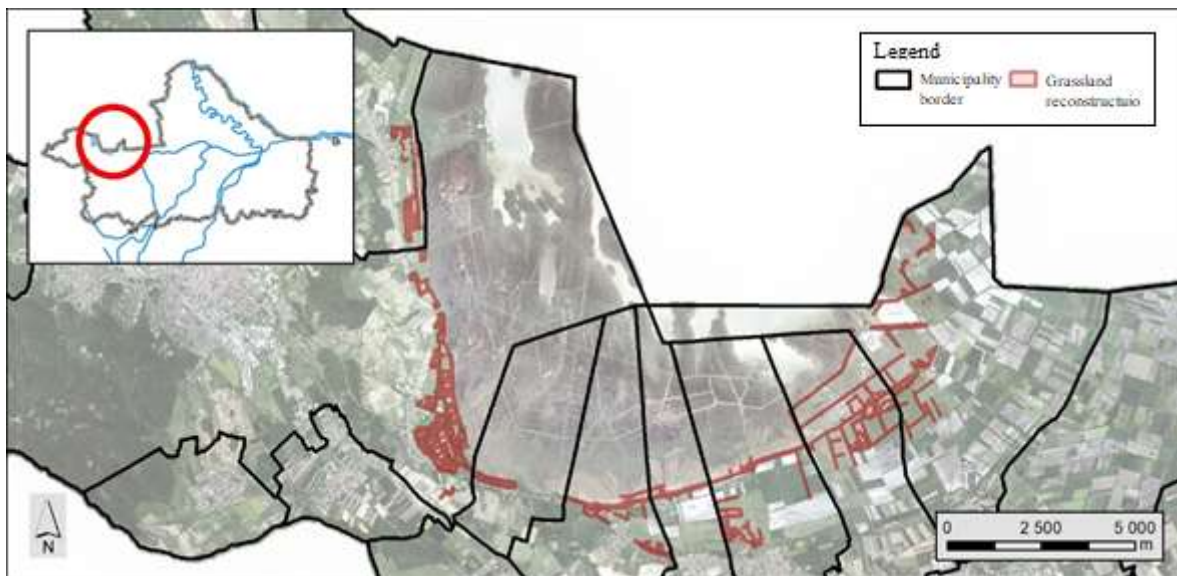 Legend
Municipality
border
Grassland
reconstructuio
N
0 2 500 5 000
m